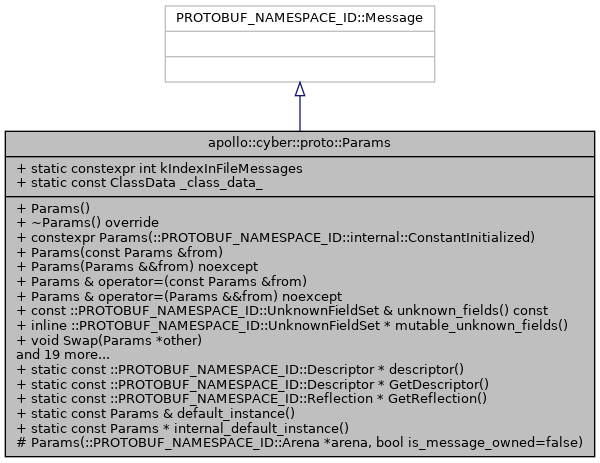 PROTOBUF_NAMESPACE_ID::Message
apollo::cyber::proto::Params
+ static constexpr int kIndexInFileMessages
+ static const ClassData _class_data_
+ Params()
+ ~Params() override
+ constexpr Params(::PROTOBUF_NAMESPACE_ID::internal::ConstantInitialized)
+ Params(const Params &from)
+ Params(Params &&from) noexcept
+ Params & operator=(const Params &from)
+ Params & operator=(Params &&from) noexcept
+ const ::PROTOBUF_NAMESPACE_ID::UnknownFieldSet & unknown_fields() const
+ inline ::PROTOBUF_NAMESPACE_ID::UnknownFieldSet * mutable_unknown_fields()
+ void Swap(Params *other)
and 19 more...
+ static const ::PROTOBUF_NAMESPACE_ID::Descriptor * descriptor()
+ static const ::PROTOBUF_NAMESPACE_ID::Descriptor * GetDescriptor()
+ static const ::PROTOBUF_NAMESPACE_ID::Reflection * GetReflection()
+ static const Params & default_instance()
+ static const Params * internal_default_instance()
# Params(::PROTOBUF_NAMESPACE_ID::Arena *arena, bool is_message_owned=false)